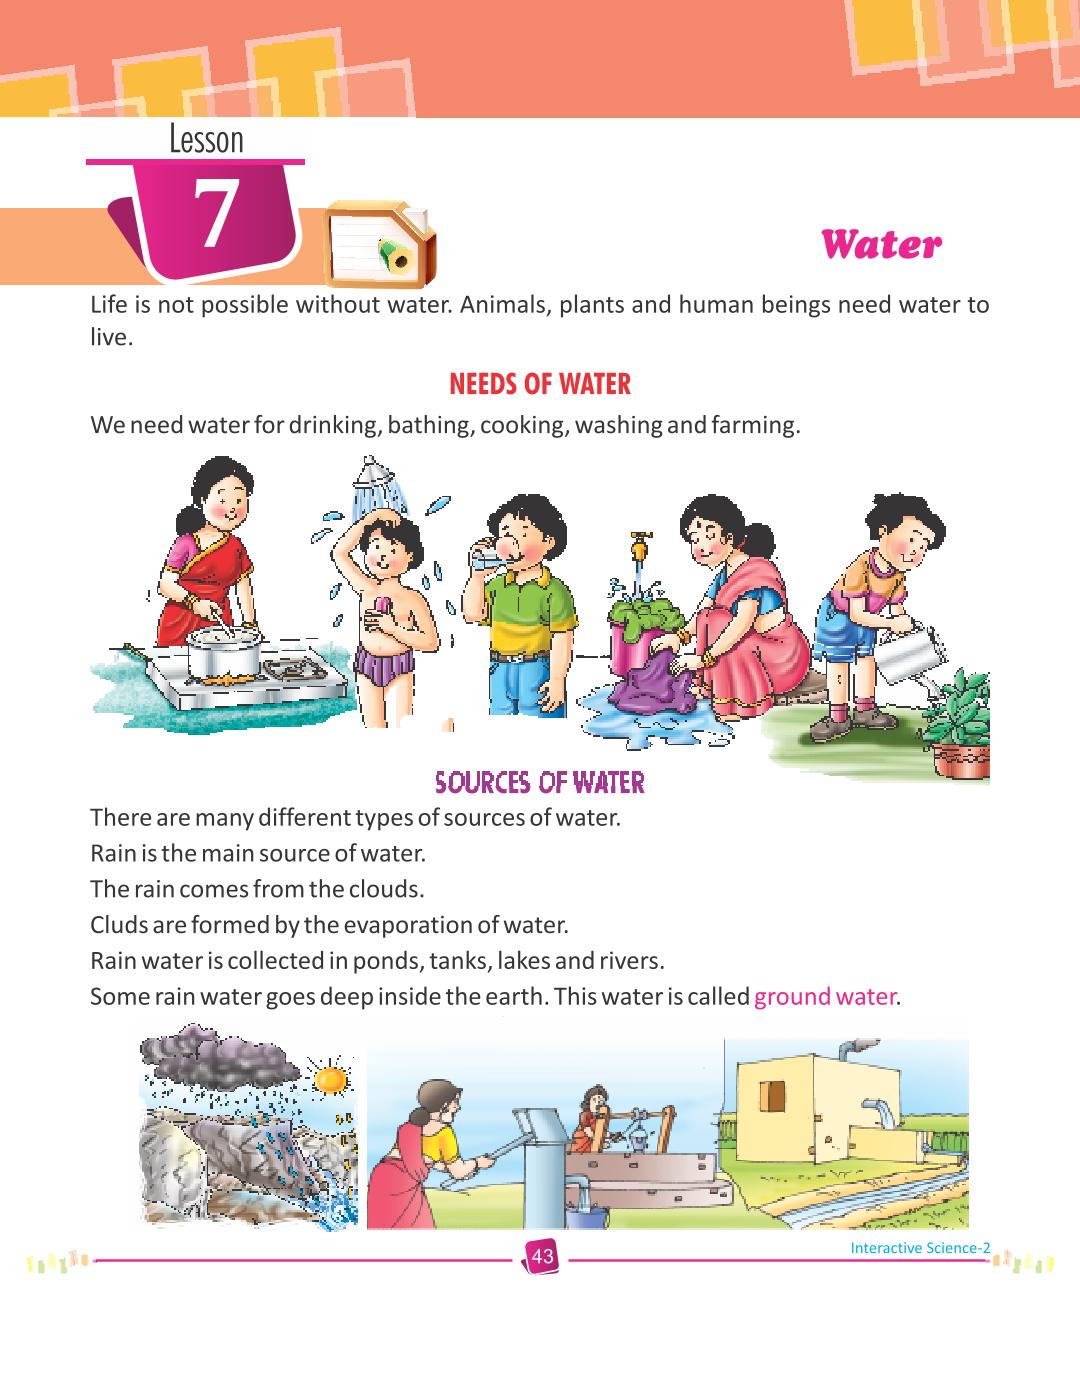 Lesson
7
Water
Life is not possible without water. Animals, plants and human beings need water to
live.
NEEDS OF WATER
We need water for drinking, bathing, cooking, washing and farming.
SOURCES OF WATER
There are many different types of sources of water.
Rain is the main source of water.
The rain comes from the clouds.
Cluds are formed by the evaporation of water.
Rain water is collected in ponds, tanks, lakes and rivers.
Some rain water goes deep inside the earth. This water is called ground water.
Interactive Science-2
43